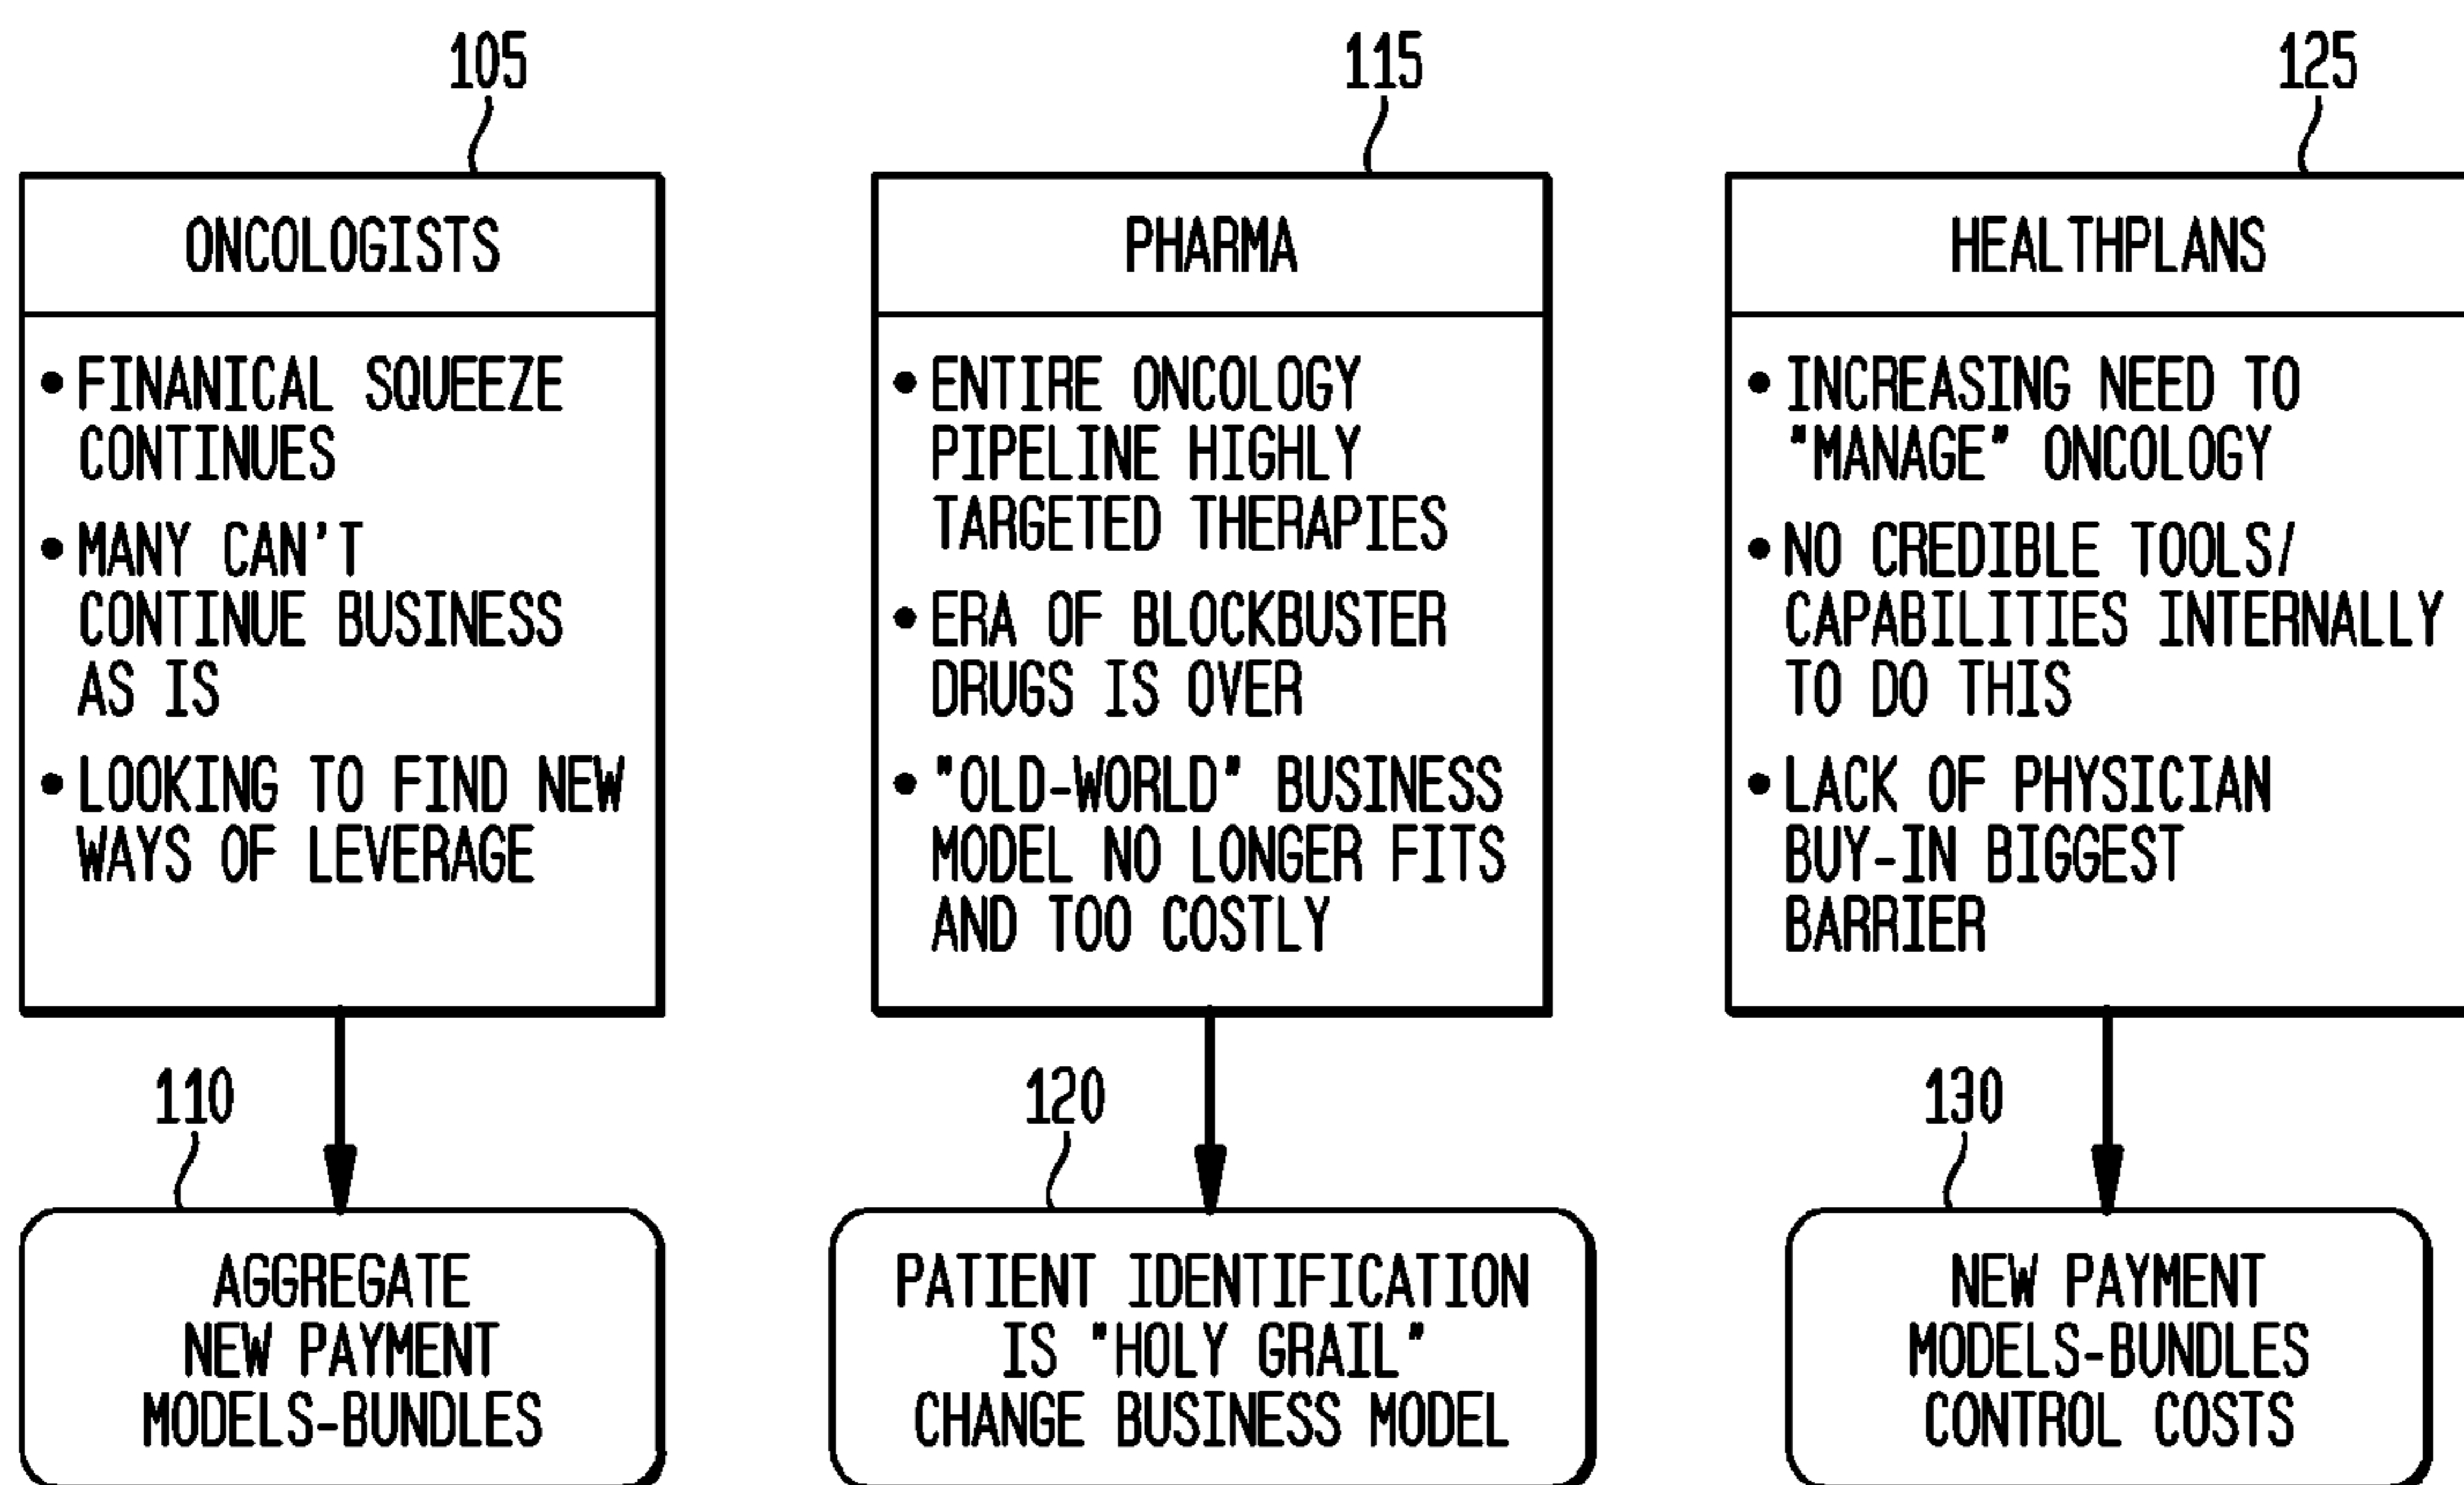 105
ONCOLOGISTS
• FINANICAL SQUEEZE
CONTINUES
• MANY CAN'T
CONTINUE BUSINESS
AS IS
• LOOKING TO FIND NEW
WAYS OF LEVERAGE
110
AGGREGATE
NEW PAYMENT
MODELS-BUNDLES
115
PHARMA
• ENTIRE ONCOLOGY
PIPELINE HIGHLY
TARGETED THERAPIES
• ERA OF BLOCKBUSTER
DRUGS IS OVER
• "OLD-WORLD" BUSINESS
MODEL NO LONGER FITS
AND TOO COSTLY
120
PATIENT IDENTIFICATION
IS "HOLY GRAIL"
CHANGE BUSINESS MODEL
125
HEALTHPLANS
• INCREASING NEED TO
"MANAGE" ONCOLOGY
• NO CREDIBLE TOOLS/
CAPABILITIES INTERNALLY
TO DO THIS
• LACK OF PHYSICIAN
BUY-IN BIGGEST
BARRIER
130
NEW PAYMENT
MODELS-BUNDLES
CONTROL COSTS